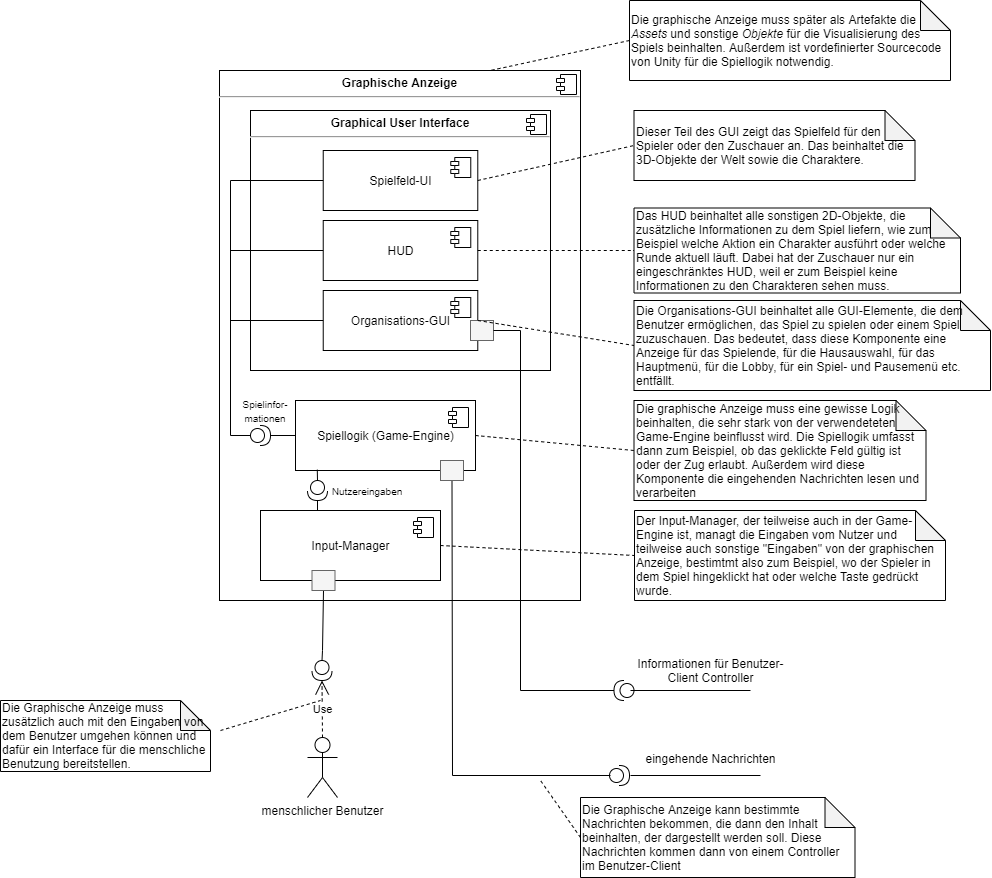 Die graphische Anzeige muss später als Artefakte die
Assets und sonstige Objekte für die Visualisierung des
Spiels beinhalten. Außerdem ist vordefinierter Sourcecode
von Unity für die Spiellogik notwendig.
Graphische Anzeige
Graphical User Interface
Dieser Teil des GUI zeigt das Spielfeld für den
Spieler oder den Zuschauer an. Das beinhaltet die
3D-Objekte der Welt sowie die Charaktere.
Spielfeld-UI
Das HUD beinhaltet alle sonstigen 2D-Objekte, die
zusätzliche Informationen zu dem Spiel liefern, wie zum
Beispiel welche Aktion ein Charakter ausführt oder welche
Runde aktuell läuft. Dabei hat der Zuschauer nur ein
eingeschränktes HUD, weil er zum Beispiel keine
Informationen zu den Charakteren sehen muss.
HUD
Die Organisations-GUI beinhaltet alle GUI-Elemente, die dem
Benutzer ermöglichen, das Spiel zu spielen oder einem Spiel
zuzuschauen. Das bedeutet, dass diese Komponente eine
Anzeige für das Spielende, für die Hausauswahl, für das
Hauptmenü, für die Lobby, für ein Spiel- und Pausemenü etc.
entfällt.
Organisations-GUI
Spielinfor-
mationen
Spiellogik (Game-Engine)
Die graphische Anzeige muss eine gewisse Logik
beinhalten, die sehr stark von der verwendeteten
Game-Engine beinflusst wird. Die Spiellogik umfasst
dann zum Beispiel, ob das geklickte Feld gültig ist
oder der Zug erlaubt. Außerdem wird diese
Komponente die eingehenden Nachrichten lesen und
verarbeiten
Nutzereingaben
Input-Manager
Der Input-Manager, der teilweise auch in der Game-
Engine ist, managt die Eingaben vom Nutzer und
teilweise auch sonstige "Eingaben" von der graphischen
Anzeige, bestimtmt also zum Beispiel, wo der Spieler in
dem Spiel hingeklickt hat oder welche Taste gedrückt
wurde.
Informationen für Benutzer-
Client Controller
Use
Die Graphische Anzeige muss
zusätzlich auch mit den Eingaben von
dem Benutzer umgehen können und
dafür ein Interface für die menschliche
Benutzung bereitstellen.
eingehende Nachrichten
menschlicher Benutzer
Die Graphische Anzeige kann bestimmte
Nachrichten bekommen, die dann den Inhalt
beinhalten, der dargestellt werden soll. Diese
Nachrichten kommen dann von einem Controller
im Benutzer-Client